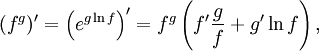 (f^g)' = \left(e^{g\ln f}\right)' = f^g\left(f'\frac{g}{f} + g'\ln f\right),